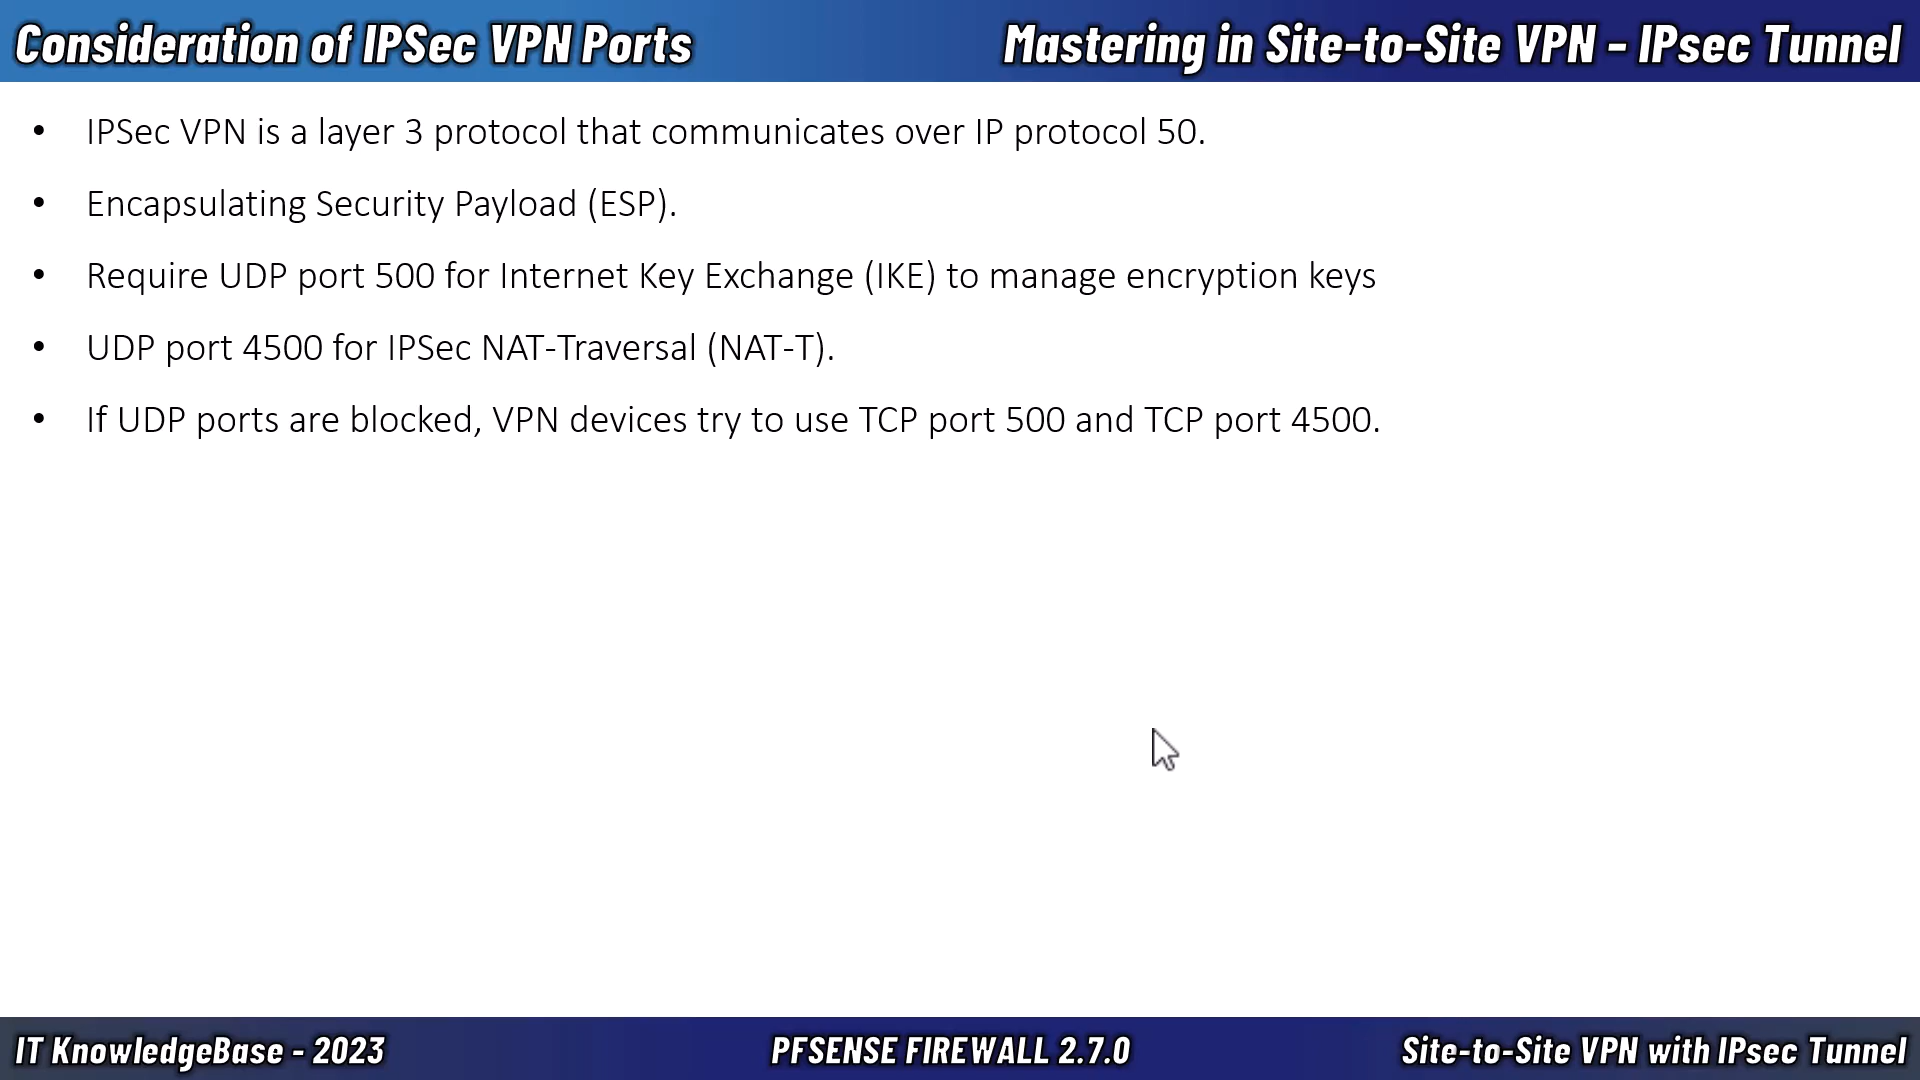 Consideration of IPSec VPN Ports
Mastering in Site-to-Site VPN - IPsec Tunnel
• IPSec VPN is a layer 3 protocol that communicates over IP protocol 50.
• Encapsulating Security Payload (ESP).
• Require UDP port 500 for Internet Key Exchange (IKE) to manage encryption keys
• UDP port 4500 for IPSec NAT-Traversal (NAT-T).
• If UDP ports are blocked, VPN devices try to use TCP port 500 and TCP port 4500.
IT KnowledgeBase - 2023
PFSENSE FIREWALL 2.7.0
Site-to-Site VPN with IPsec Tunnel